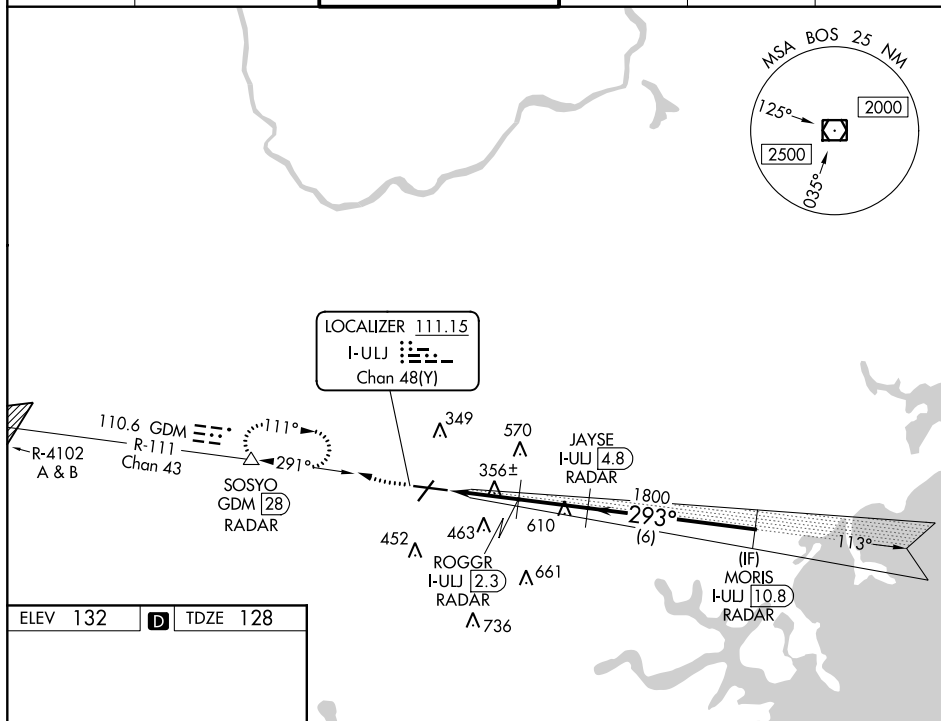 MSA BOS 25 NM
125°
2000
2500
035°
LOCALIZER 111.15
I-ULJ
Chan 48(Y)
110.6 GDM
R-111
Chan 43
R-4102
A & B
111°
291°
SOSYO
GDM 28
RADAR
349
570
356±
JAYSE
I-ULJ 4.8
RADAR
1800
293°
(6)
113°
610
463
452
ROGGR
I-ULJ 2.3
RADAR
661
736
(IF)
MORIS
I-ULJ 10.8
RADAR
ELEV 132 D TDZE 128